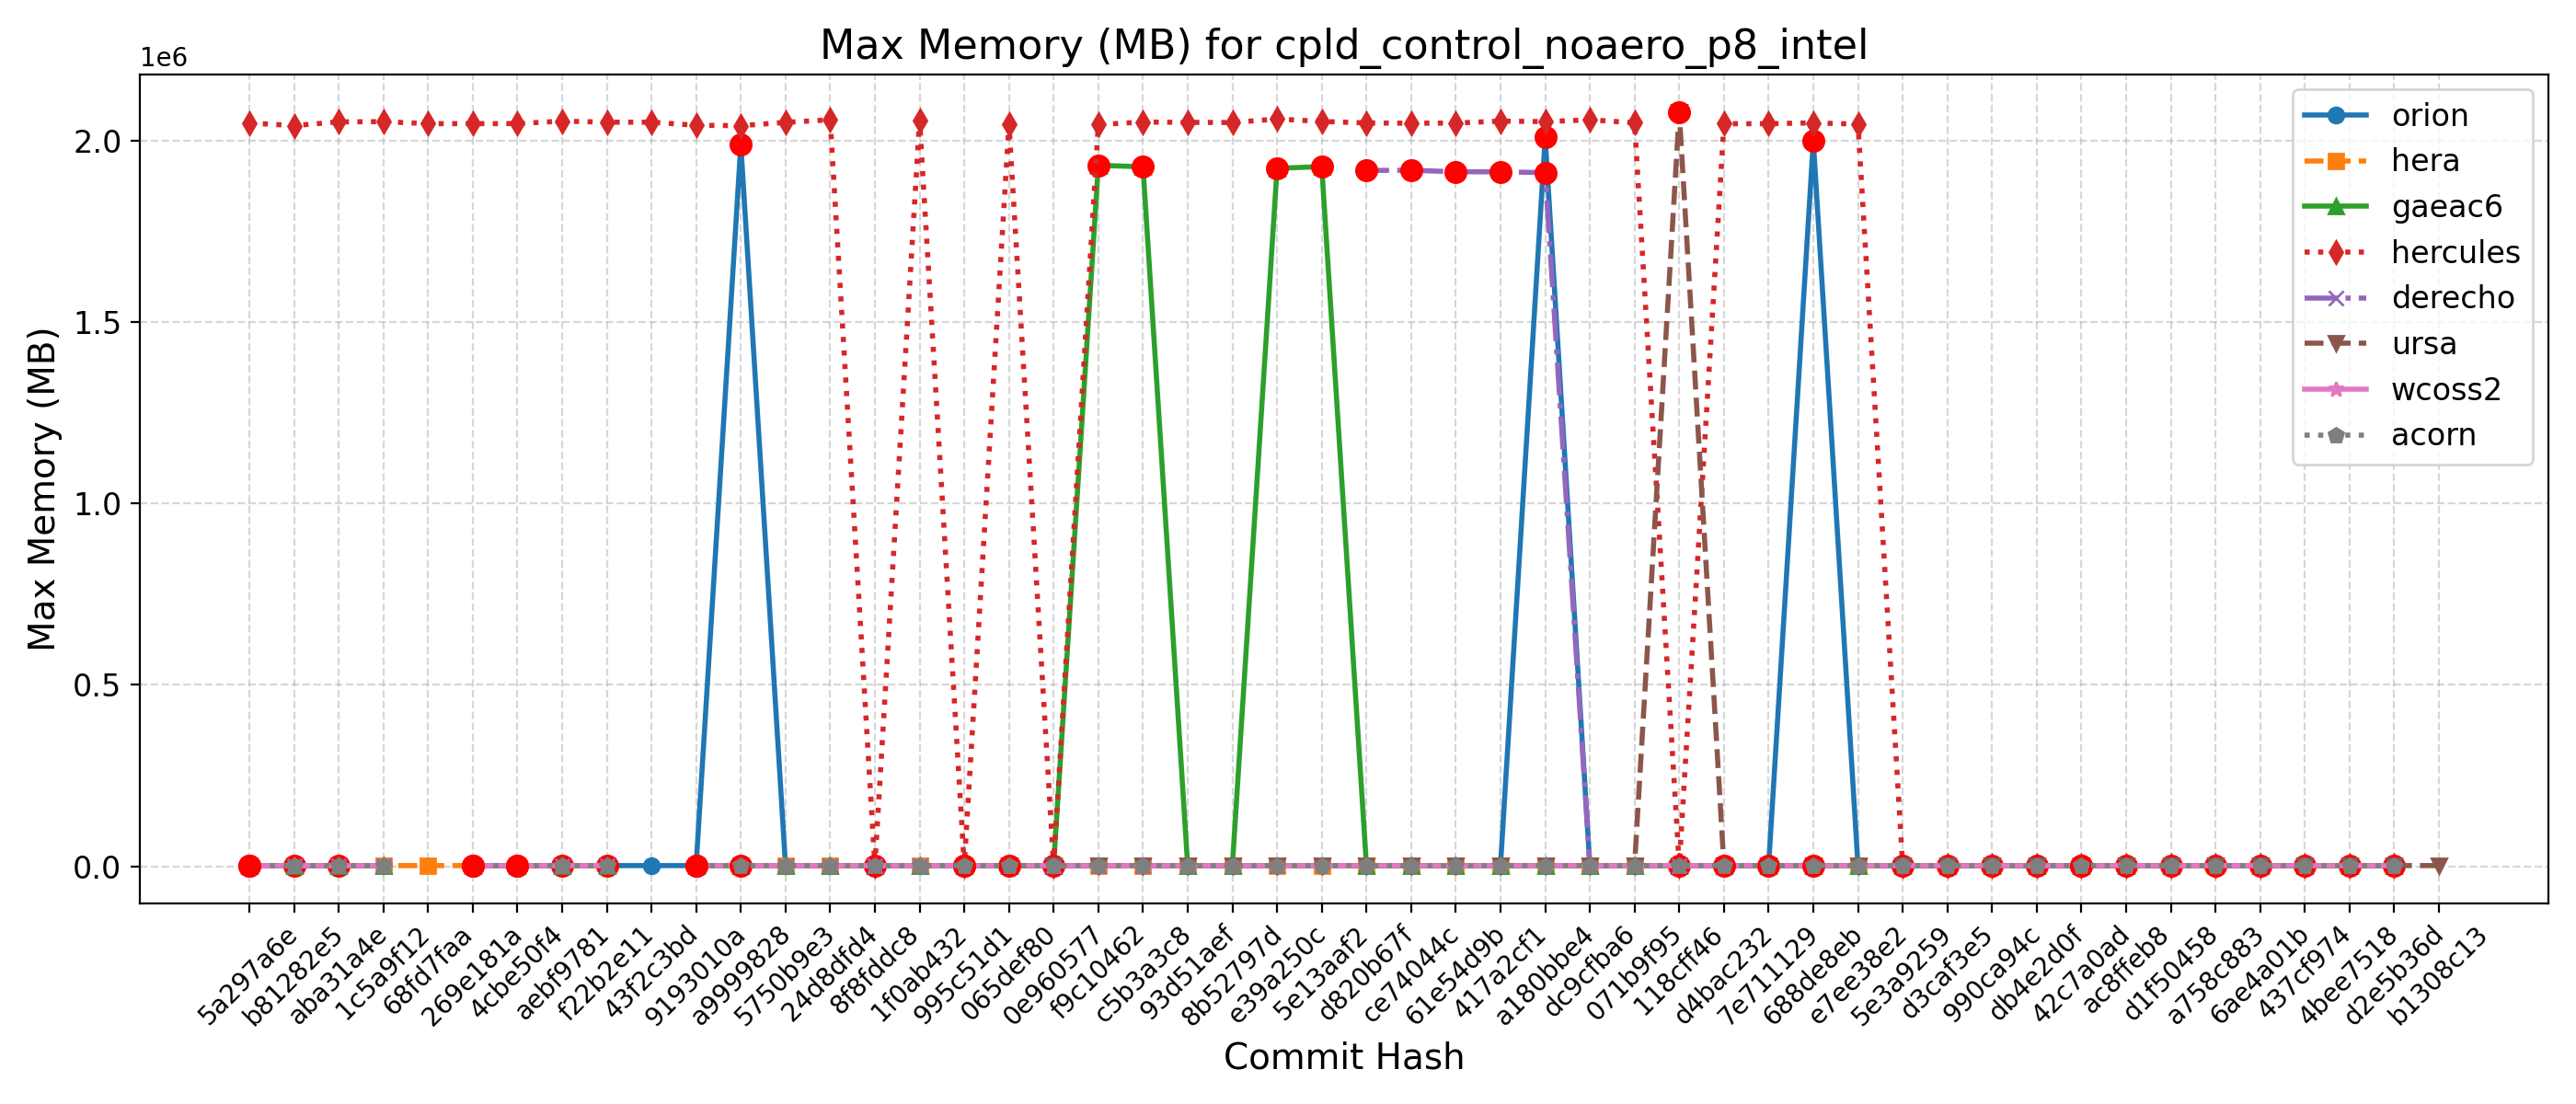 Max Memory (MB) for cpld_control_noaero_p8_intel
1e6
2.0
1.5
1.0
0.5
0.0
Max Memory (MB)
orion
hera
gaeac6
hercules
derecho
ursa
wcoss2
acorn
5a297a6e
b81282e5
aba31a4e
1c5a9f12
68fd7faa
269e181a
4cbe50f4
aebf9781
f22b2e11
43f2c3bd
9193010a
a9999828
5750b9e3
24d8dfd4
8f8fddc8
1f0ab432
995c51d1
065def80
0e960577
f9c10462
c5b3a3c8
93d51aef
8b52797d
e39a250c
5e13aaf2
d820b67f
ce74044c
61e54d9b
417a2cf1
a180bbe4
dc9cfba6
071b9f95
118cff46
d4bac232
7e711129
688de8eb
e7ee38e2
5e3a9259
d3caf3e5
990ca94c
db4e2d0f
42c7a0ad
ac8ffeb8
d1f50458
a758c883
6ae4a01b
437cf974
4bee7518
d2e5b36d
b1308c13
Commit Hash